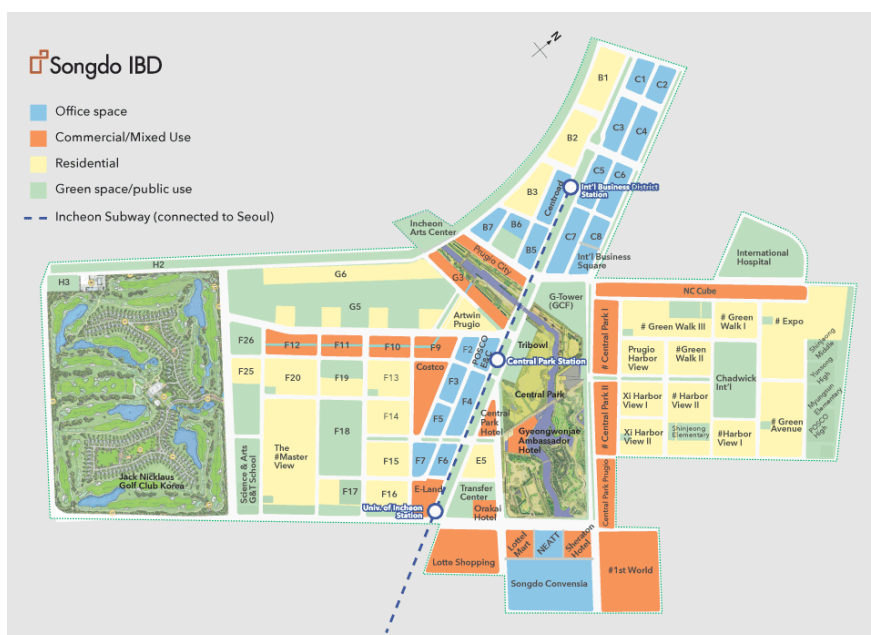 N
Songdo IBD
Office space
Commercial/Mixed Use
Residential
Green space/public use
Incheon Subway (connected to Seoul)
B1
C1
C2
B2
C3
C4
C5
C6
Int'l Business District
Station
B3
Centroad
B7
B6
B5
C7
C8
Int'l Business
Square
Incheon
Arts Center
Prugio City
International
Hospital
H2
H3
G6
G3
G5
G-Tower
(GCF)
NC Cube
Artwin
Prugio
Tribowl
# Central Park I
# Green Walk III
# Green
Walk I
# Expo
F26
F12
F11
F10
F9
F2
POSCO
E&C
Central Park Station
Prugio
Harbor
View
#Green
Walk II
Shinjeong
Middle
F25
F20
F19
F13
Costco
F3
Central Park
Chadwick
Int'l
Yunsong
High
F14
F4
F5
Central
Park
Hotel
# Central Park II
Xi Harbor
View I
# Harbor
View II
Myungsun
Elementary
F18
Gyeongwonjae
Ambassador
Hotel
Xi Harbor
View II
Shinjeong
Elementary
#Harbor
View I
# Green
Avenue
POSCO
High
The
#Master
View
F15
F7
F6
E5
Science & Arts
G&T School
Jack Nicklaus
Golf Club Korea
F17
F16
E-Land
Transfer
Center
Orakai
Hotel
Central Park Prugio
Univ. of Incheon
Station
Lotte Shopping
Lottel
Mart
NEATT
Sheraton
Hotel
Songdo Convensia
#1st World